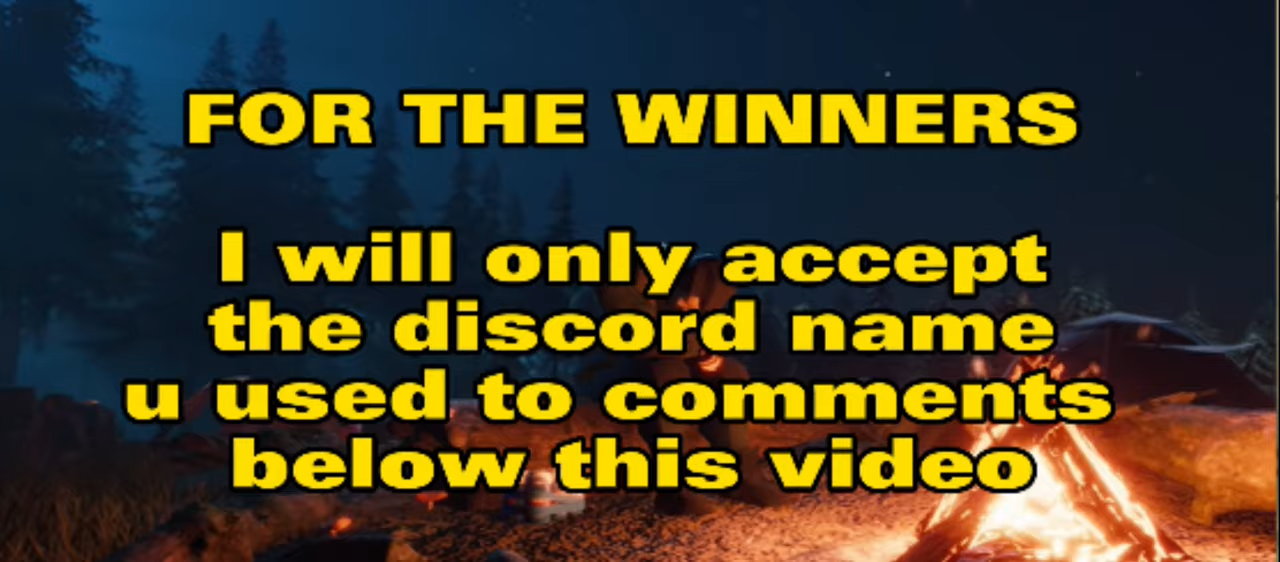 FOR THE WINNERS
I will only accept
the discord name
u used to comments
below this video